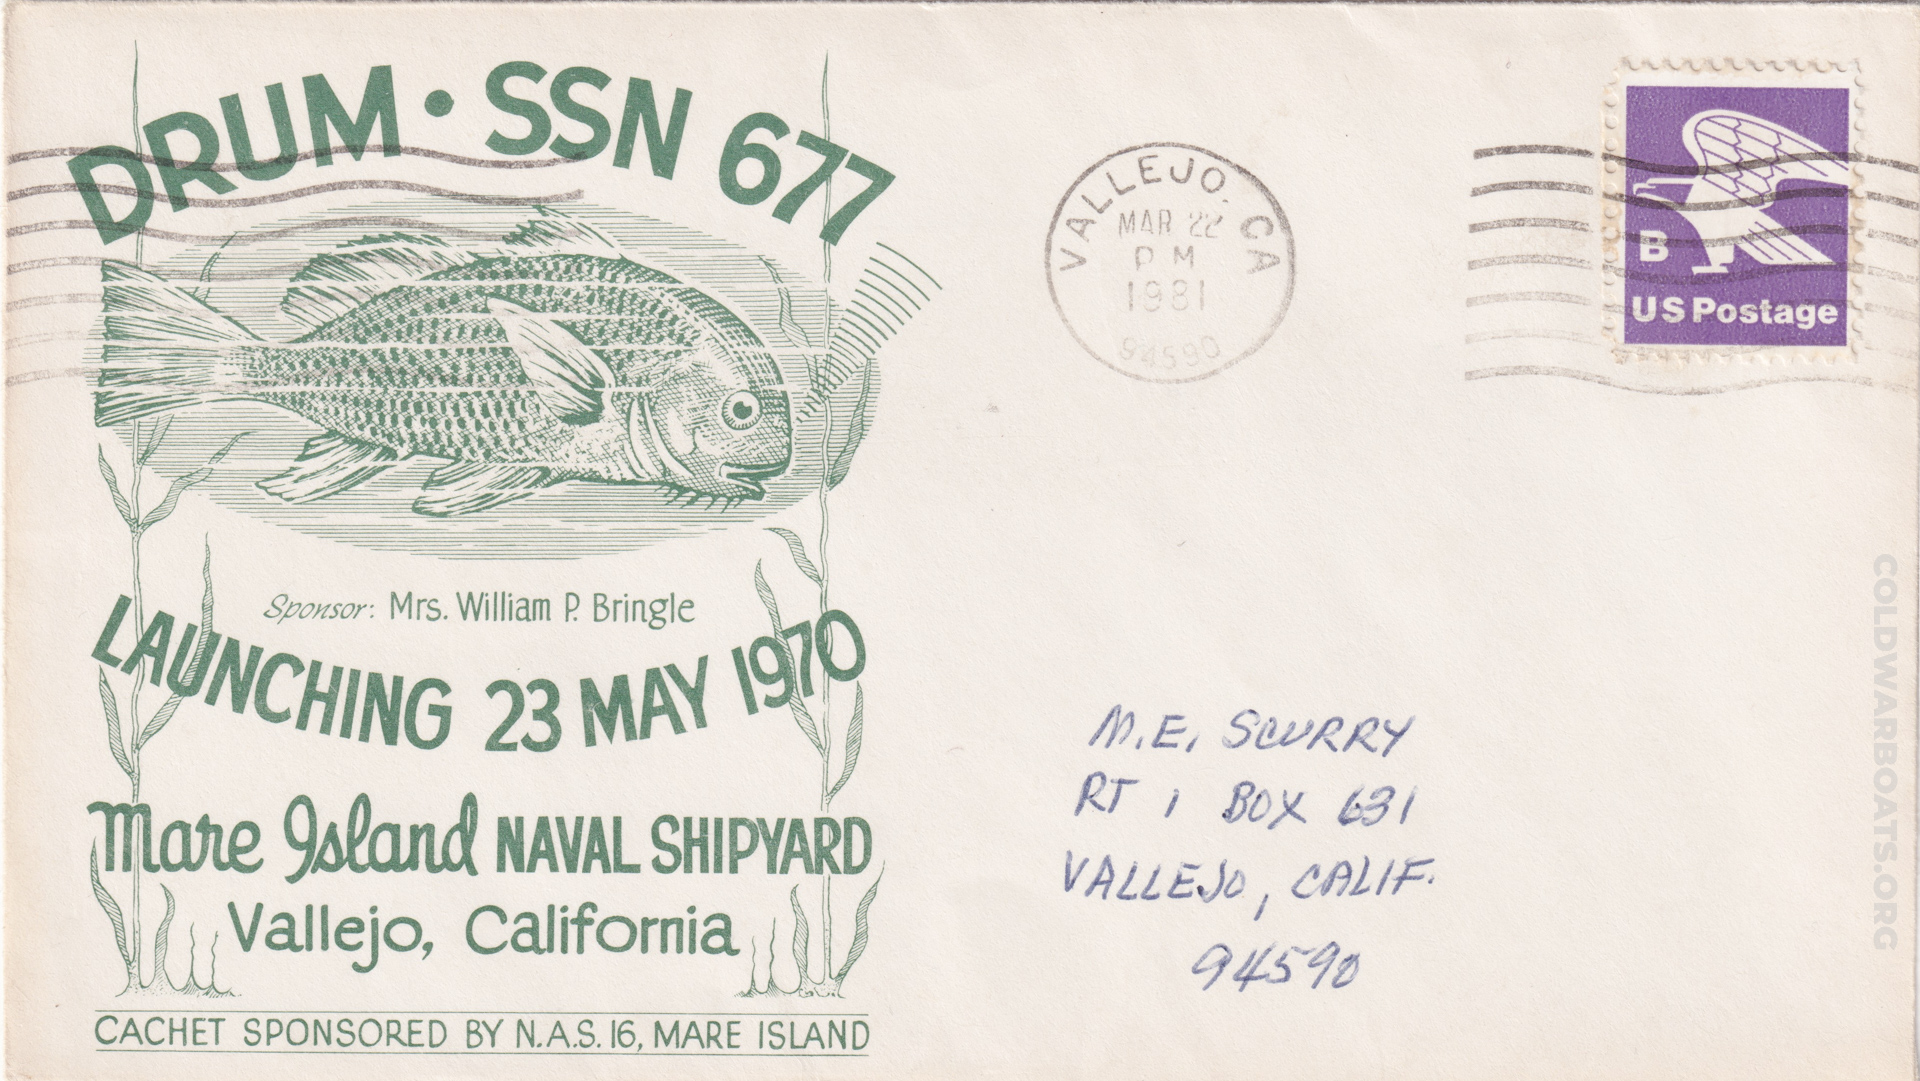 DRUM · SSN 677
Sponsor: Mrs. William P. Bringle
LAUNCHING 23 MAY 1970
Mare Island NAVAL SHIPYARD
Vallejo, California
CACHET SPONSORED BY N.A.S. 16, MARE ISLAND
VALLEJO, CA
MAR 22
PM
1981
94590
B
US Postage
M.E. SCURRY
RT 1 BOX 631
VALLEJO, CALIF.
94590
COLDWARBOATS.ORG